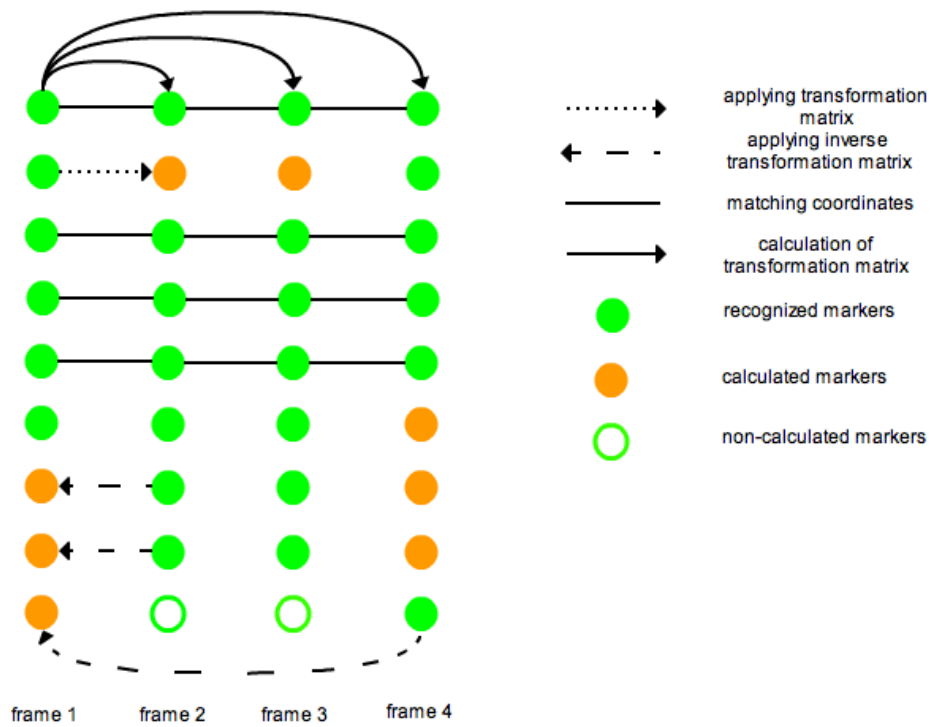 applying transformation
matrix
applying inverse
transformation matrix
matching coordinates
calculation of
transformation matrix
recognized markers
calculated markers
non-calculated markers
frame 1 frame 2 frame 3 frame 4